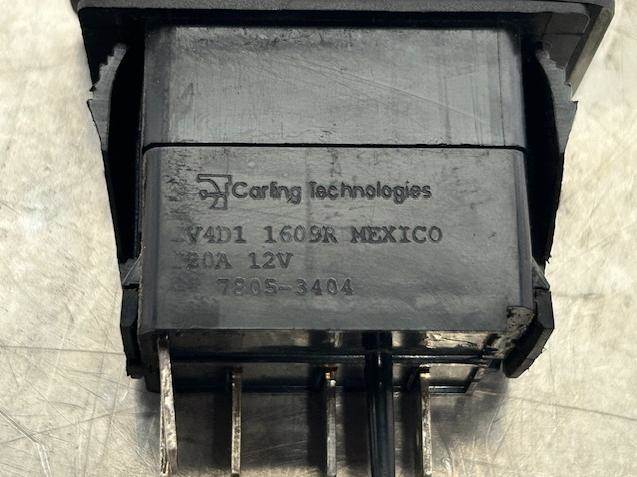 Carling Technologies
V4D1 1609R MEXICO
20A 12V
7805-3404